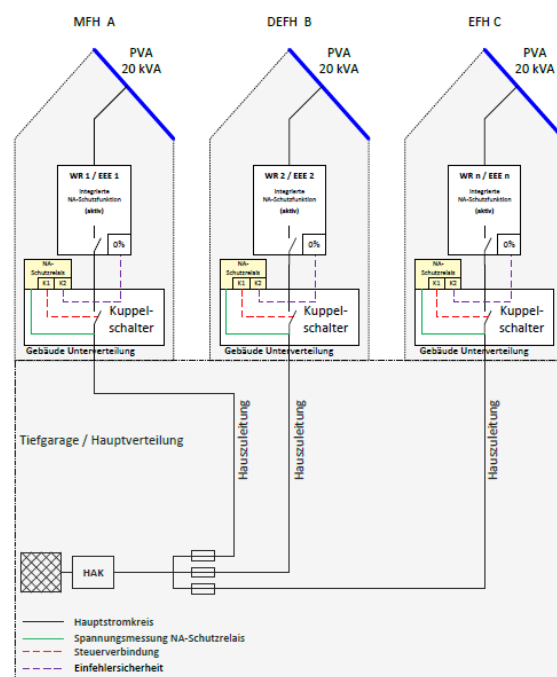 MFH A
DEFH B
EFH C
PVA
20 kVA
PVA
20 kVA
PVA
20 kVA
WR 1 / EEE 1
Integrierte
NA-Schutzfunktion
(aktiv)
0%
WR 2 / EEE 2
Integrierte
NA-Schutzfunktion
(aktiv)
0%
WR n / EEE n
Integrierte
NA-Schutzfunktion
(aktiv)
0%
NA-
Schutzrelais
K1 K2
NA-
Schutzrelais
K1 K2
NA-
Schutzrelais
K1 K2
Kuppel-
schalter
Kuppel-
schalter
Kuppel-
schalter
Gebäude Unterverteilung
Gebäude Unterverteilung
Gebäude Unterverteilung
Tiefgarage / Hauptverteilung
Hauszuleitung
Hauszuleitung
Hauszuleitung
HAK
Hauptstromkreis
Spannungsmessung NA-Schutzrelais
Steuerverbindung
Einfehlersicherheit